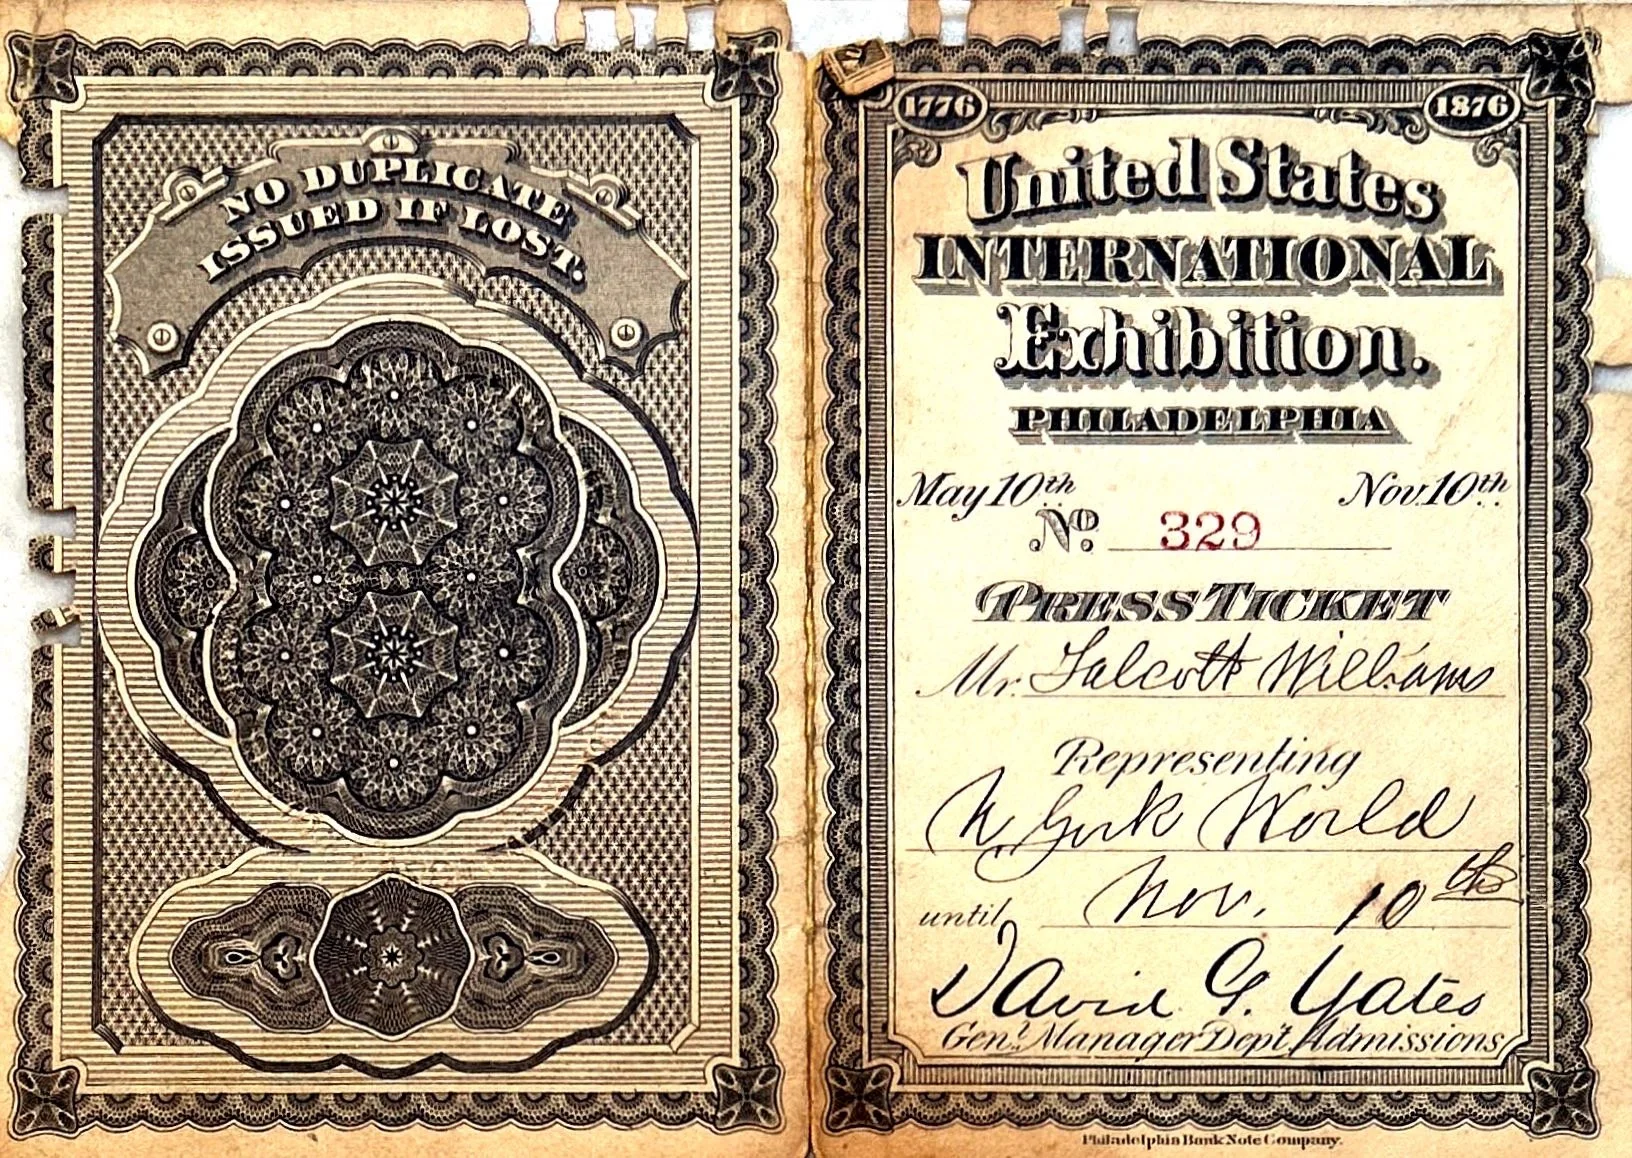 NO DUPLICATE
ISSUED IF LOST.
1776 1876
United States
INTERNATIONAL
Exhibition.
PHILADELPHIA
May 10th Nov. 10th
No. 329
PRESS TICKET
Mr. Talcott Williams
Representing
N York World
until Nov. 10th
David G. Yates
Genl. Manager Dep't Admissions
Philadelphia Bank Note Company.